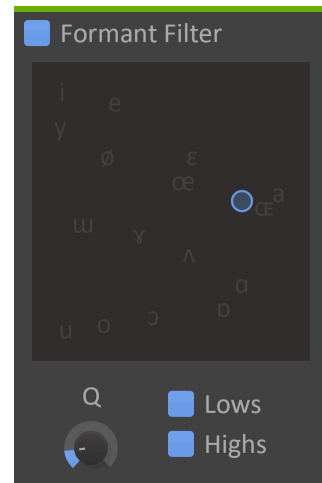 Formant Filter
i
e
y
ø
ɛ
œ
a
ɶ
ɯ
ɤ
ʌ
ɑ
ɒ
ɔ
o
u
Q
Lows
Highs